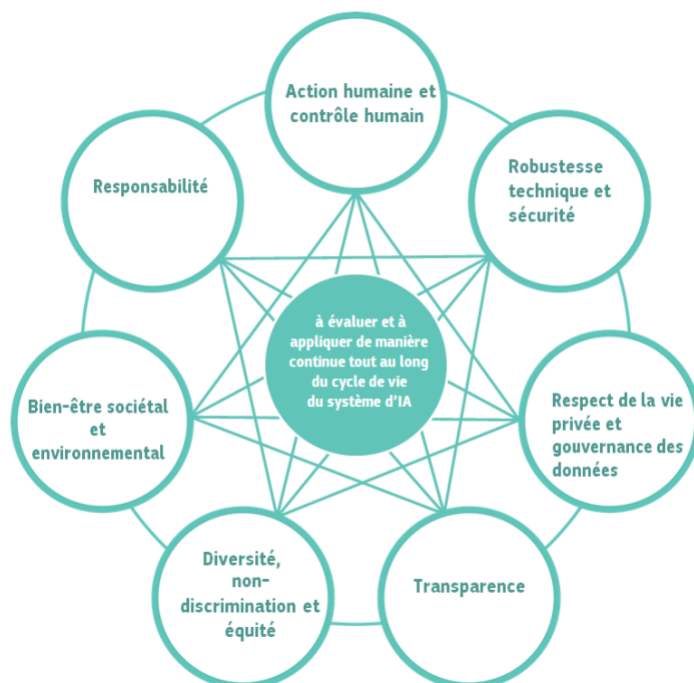 Action humaine et
contrôle humain
Robustesse
technique et
sécurité
Respect de la vie
privée et
gouvernance des
données
Transparence
Diversité,
non-
discrimination et
équité
Bien-être sociétal
et
environnemental
Responsabilité
à évaluer et à
appliquer de manière
continue tout au long
du cycle de vie
du système d'IA